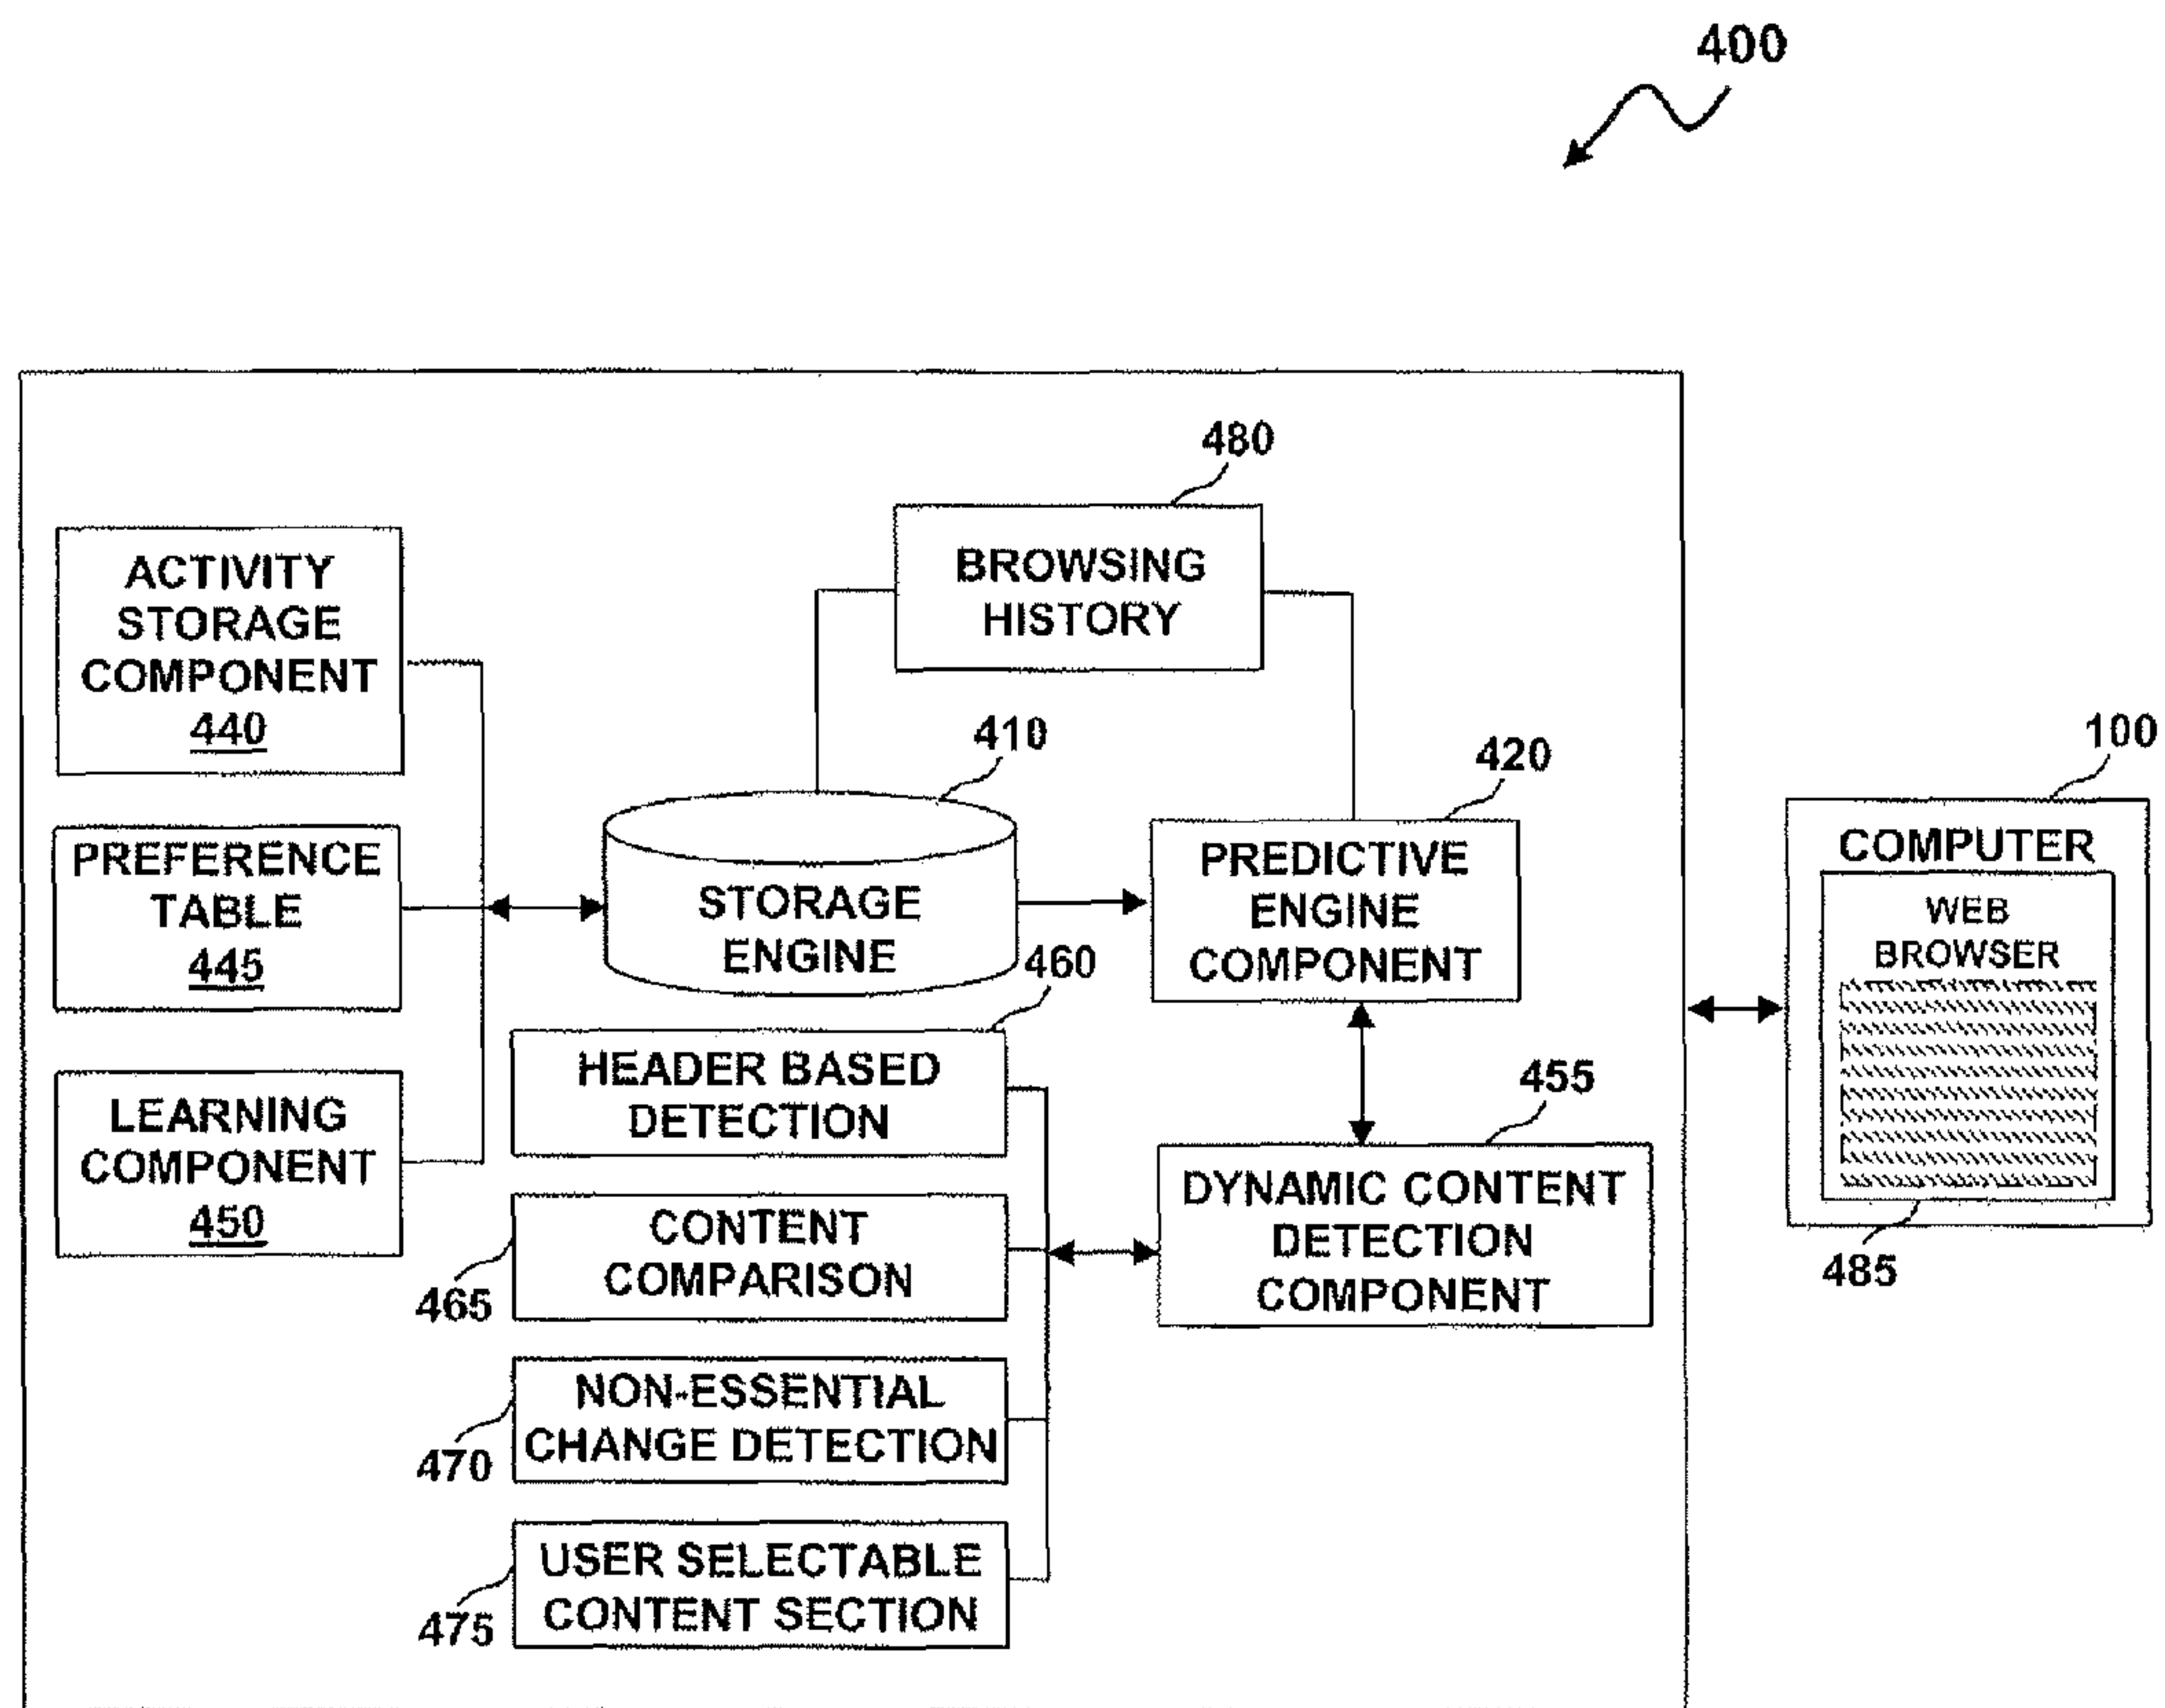 400
480
BROWSING
HISTORY
ACTIVITY
STORAGE
COMPONENT
440
410
420
100
PREFERENCE
TABLE
445
STORAGE
ENGINE
PREDICTIVE
ENGINE
COMPONENT
COMPUTER
WEB
BROWSER
485
460
HEADER BASED
DETECTION
455
LEARNING
COMPONENT
450
DYNAMIC CONTENT
DETECTION
COMPONENT
CONTENT
COMPARISON
465
NON-ESSENTIAL
CHANGE DETECTION
470
USER SELECTABLE
CONTENT SECTION
475